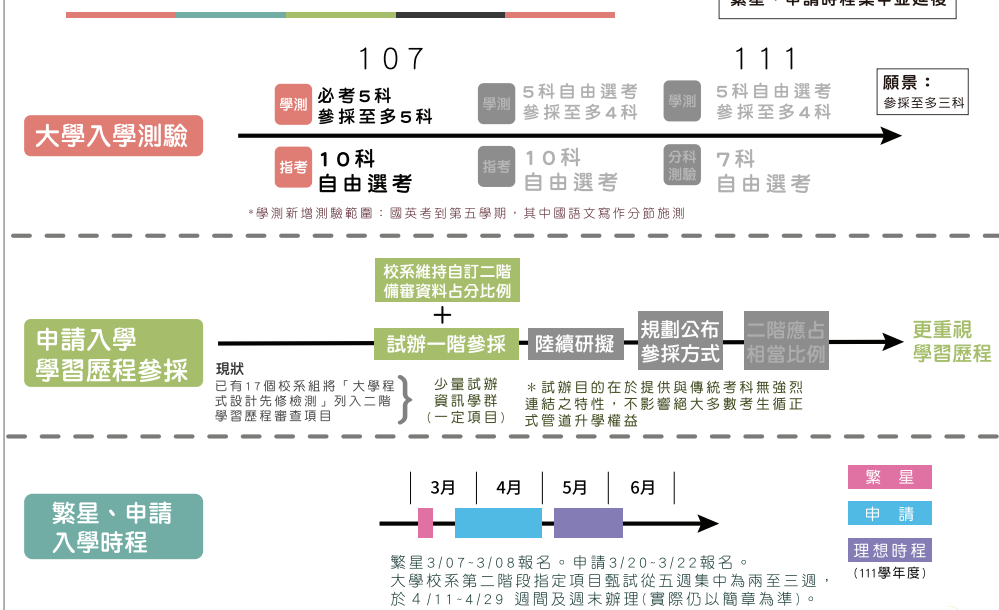 繁星、申請時程集中並延後
107
111
學測
必考5科
參採至多5科
學測
5科自由選考
參採至多4科
學測
5科自由選考
參採至多4科
願景：
參採至多三科
大學入學測驗
指考
10科
自由選考
指考
10科
自由選考
分科
測驗
7科
自由選考
*學測新增測驗範圍：國英考到第五學期，其中國語文寫作分節施測
校系維持自訂二階
備審資料占分比例
+
申請入學
學習歷程參採
試辦一階參採
陸續研擬
規劃公布
參採方式
二階應占
相當比例
更重視
學習歷程
現狀
已有17個校系組將「大學程
式設計先修檢測」列入二階
學習歷程審查項目
少量試辦
資訊學群
(一定項目)
＊試辦目的在於提供與傳統考科無強烈
連結之特性，不影響絕大多數考生循正
式管道升學權益
繁星、申請
入學時程
3月
4月
5月
6月
繁 星
申 請
理想時程
(111學年度)
繁星3/07~3/08報名。申請3/20~3/22報名。
大學校系第二階段指定項目甄試從五週集中為兩至三週，
於４/11~4/29 週間及週末辦理(實際仍以簡章為準)。